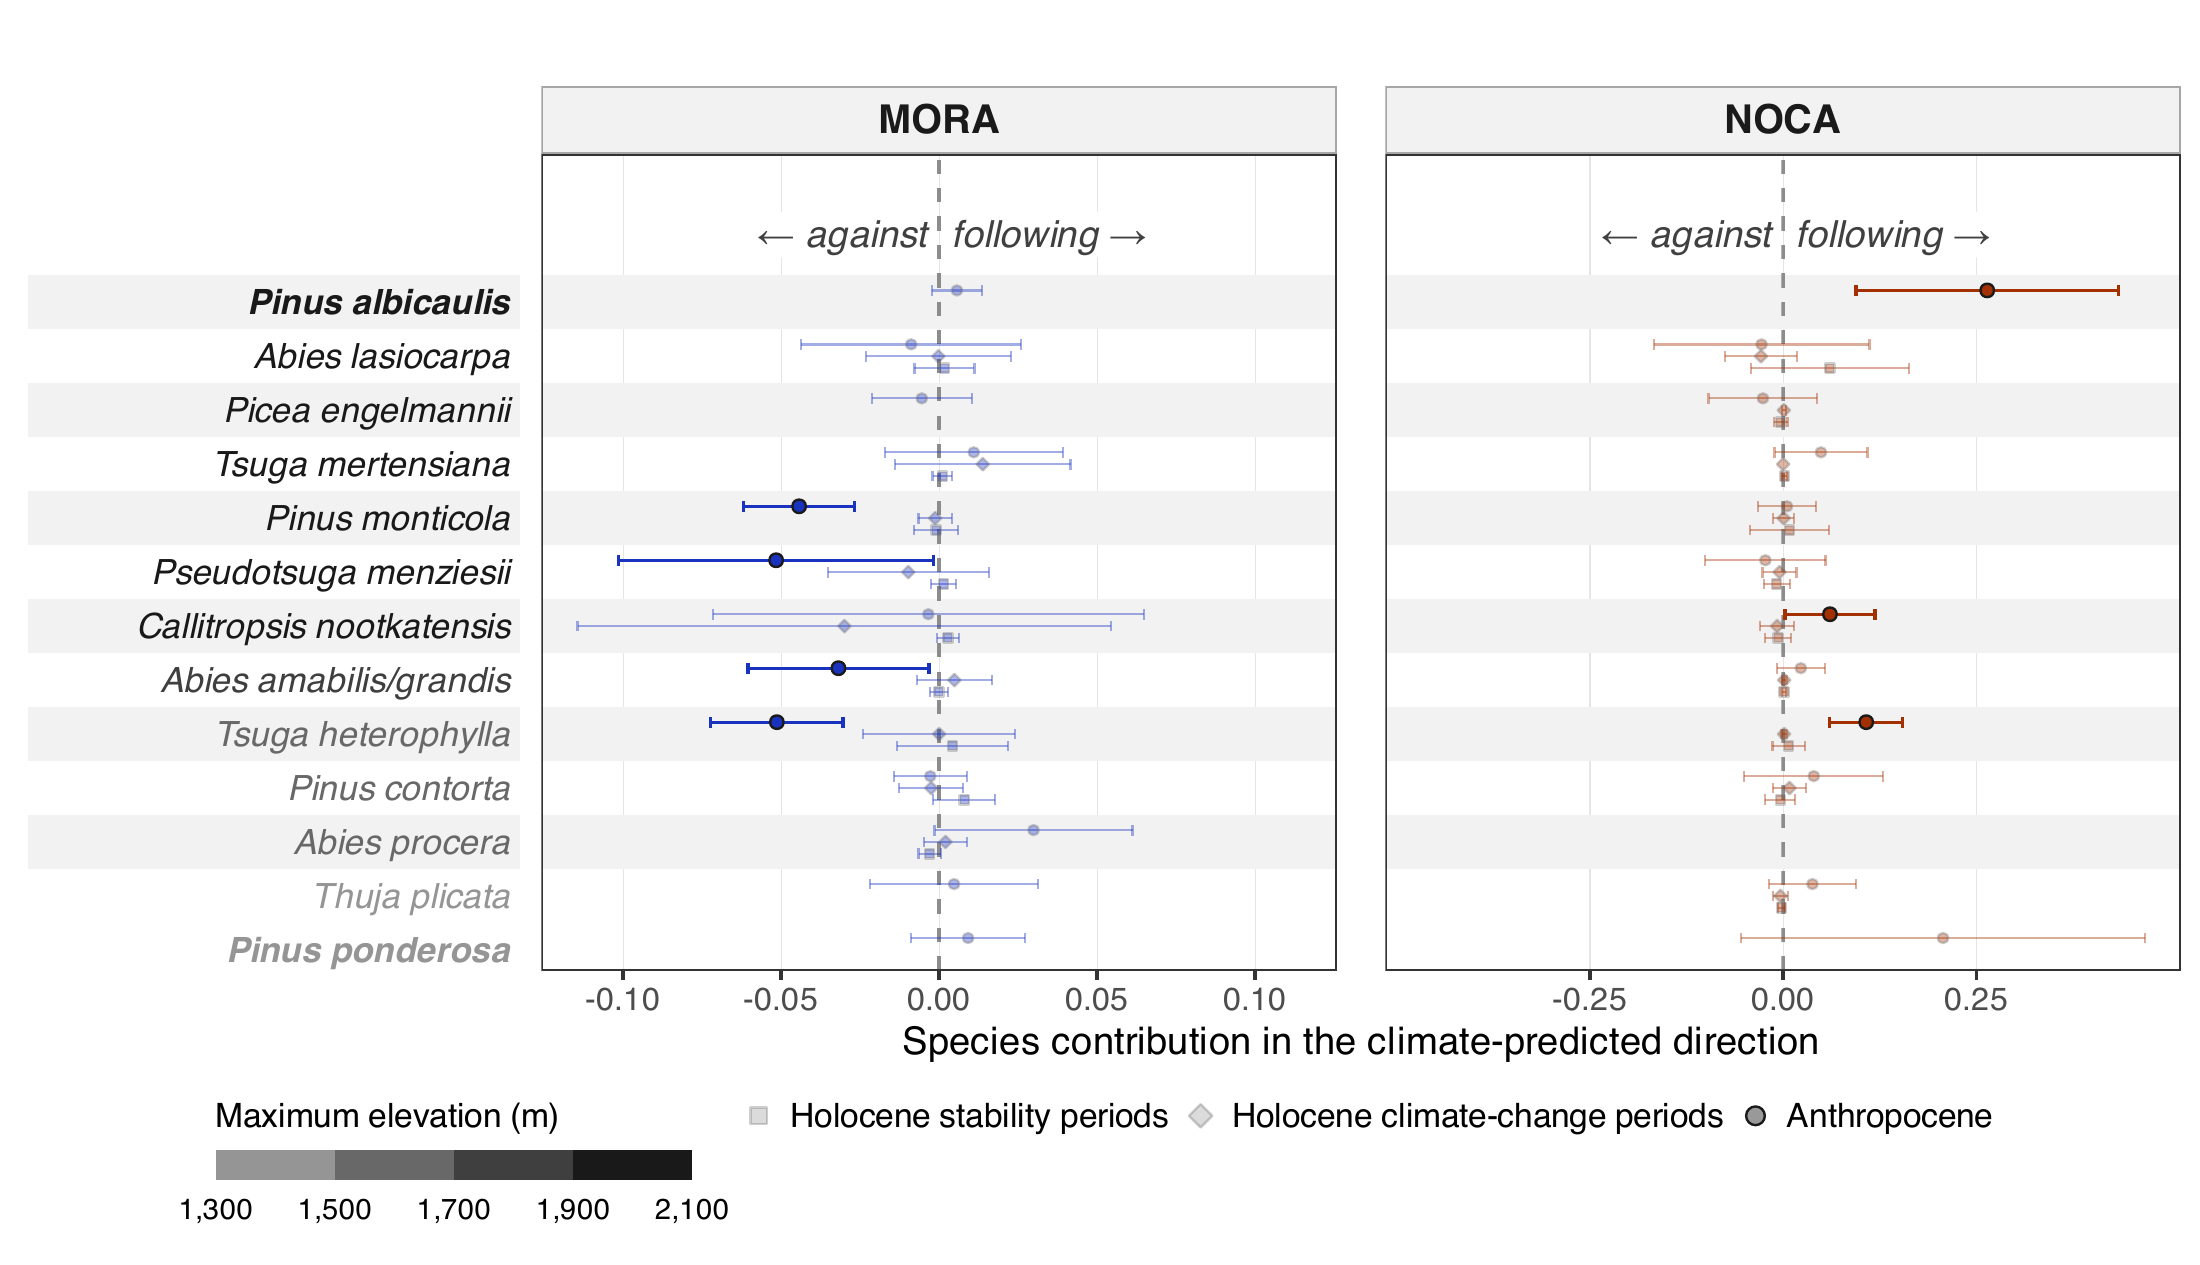 MORA
NOCA
← against following →
← against following →
Pinus albicaulis
Abies lasiocarpa
Picea engelmannii
Tsuga mertensiana
Pinus monticola
Pseudotsuga menziesii
Callitropsis nootkatensis
Abies amabilis/grandis
Tsuga heterophylla
Pinus contorta
Abies procera
Thuja plicata
Pinus ponderosa
-0.10 -0.05 0.00 0.05 0.10
-0.25 0.00 0.25
Species contribution in the climate-predicted direction
Maximum elevation (m)
1,300 1,500 1,700 1,900 2,100
Holocene stability periods Holocene climate-change periods Anthropocene